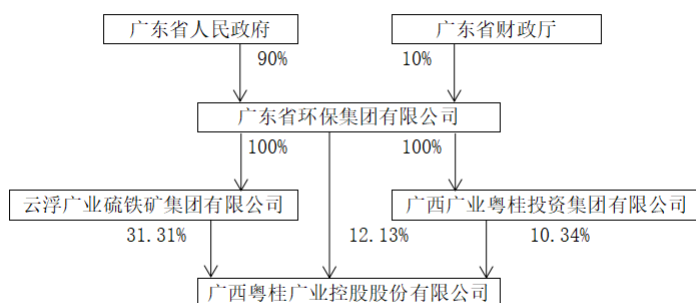 广东省人民政府
广东省财政厅
90%
10%
广东省环保集团有限公司
100%
100%
云浮广业硫铁矿集团有限公司
广西广业粤桂投资集团有限公司
31.31%
12.13%
10.34%
广西粤桂广业控股股份有限公司